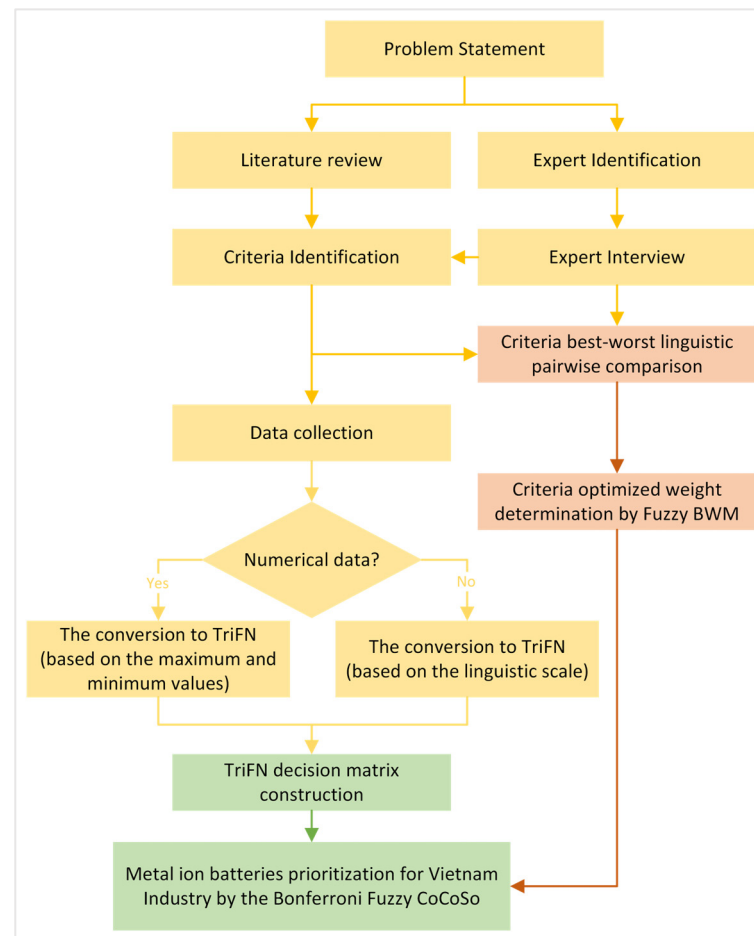 Problem Statement
Literature review
Expert Identification
Criteria Identification
Expert Interview
Criteria best-worst linguistic
pairwise comparison
Data collection
Criteria optimized weight
determination by Fuzzy BWM
Numerical data?
Yes
No
The conversion to TriFN
(based on the maximum and
minimum values)
The conversion to TriFN
(based on the linguistic scale)
TriFN decision matrix
construction
Metal ion batteries prioritization for Vietnam
Industry by the Bonferroni Fuzzy CoCoSo